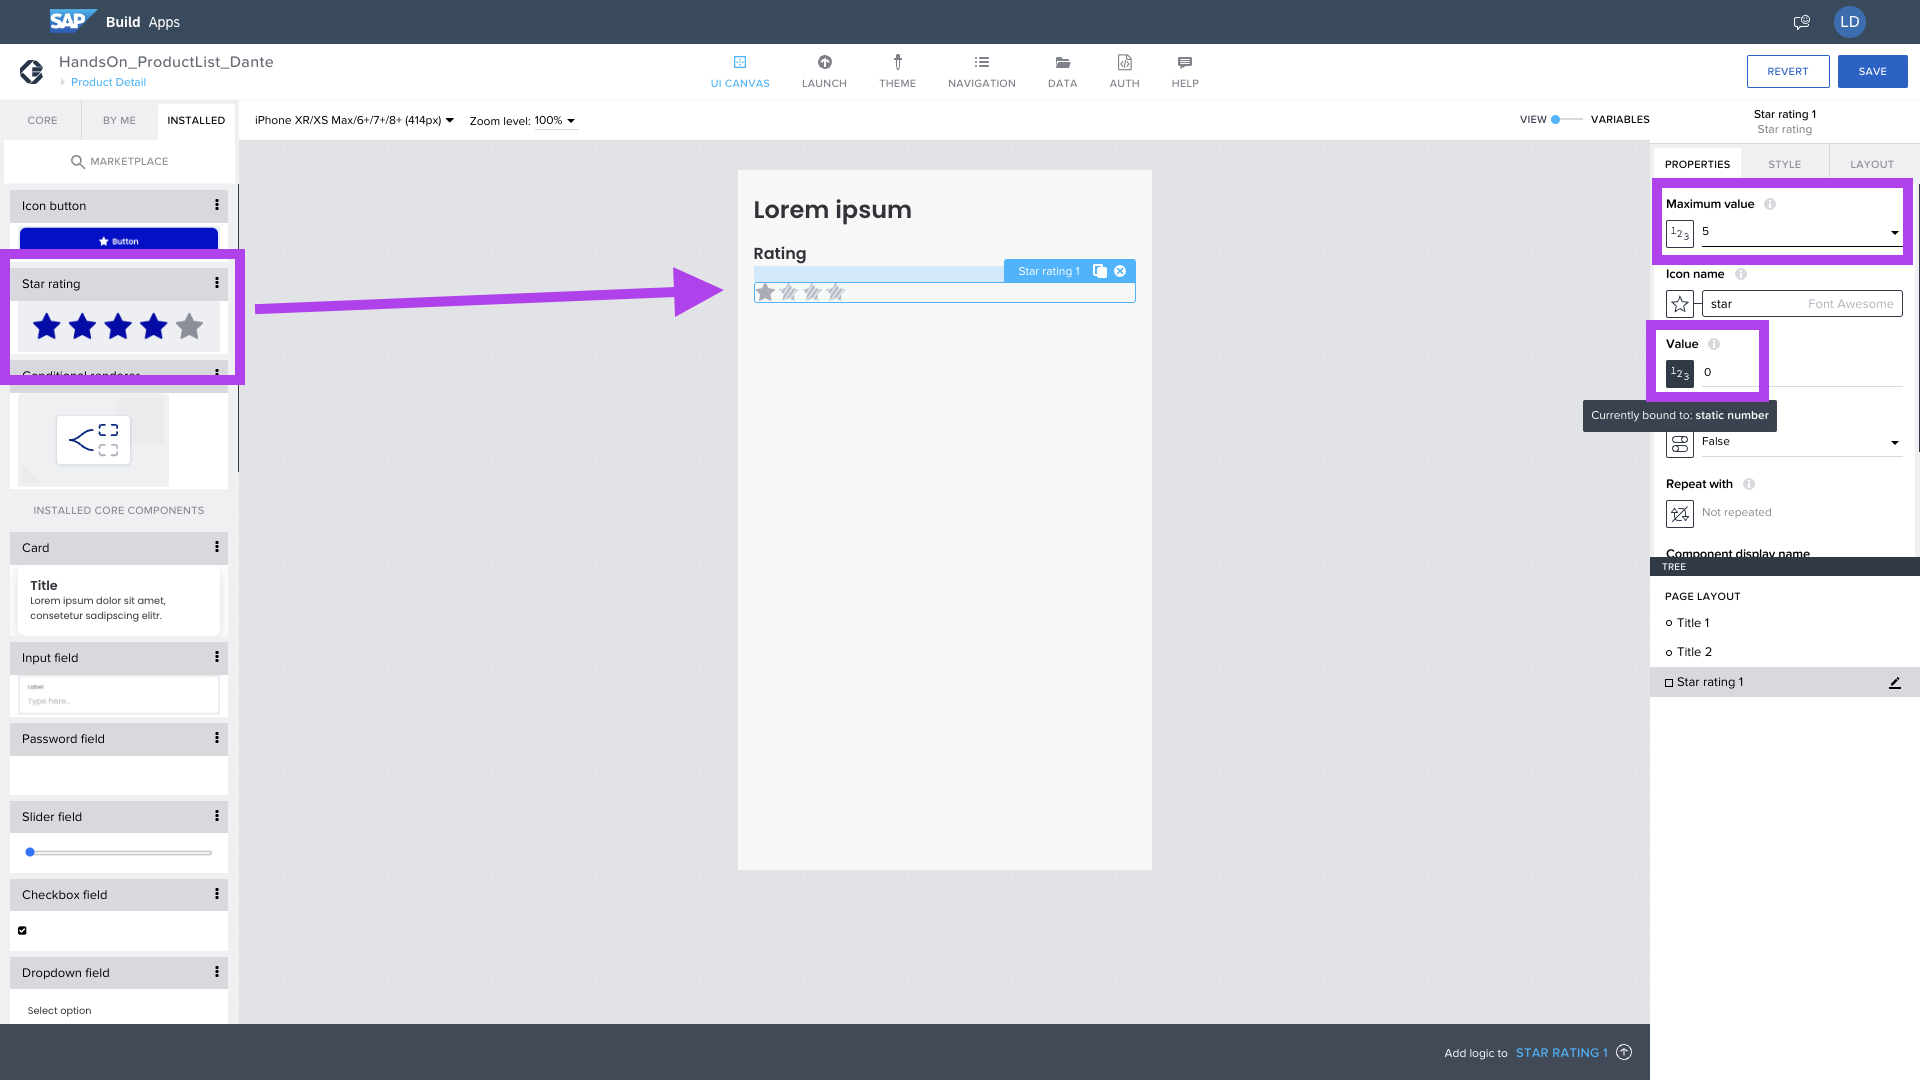 SAP Build Apps
LD
HandsOn_ProductList_Dante
Product Detail
UI CANVAS
LAUNCH
THEME
NAVIGATION
DATA
AUTH
HELP
REVERT
SAVE
CORE
BY ME
INSTALLED
iPhone XR/XS Max/6+/7+/8+ (414px)
Zoom level: 100%
VIEW
VARIABLES
Star rating 1
Star rating
MARKETPLACE
PROPERTIES
STYLE
LAYOUT
Icon button
Button
Star rating
Conditional renderer
INSTALLED CORE COMPONENTS
Card
Title
Lorem ipsum dolor sit amet,
consetetur sadipscing elitr.
Input field
Label
Type here...
Password field
Slider field
Checkbox field
Dropdown field
Select option
Lorem ipsum
Rating
Star rating 1
Maximum value
123
5
Icon name
star
Font Awesome
Value
123
0
Currently bound to: static number
False
Repeat with
Not repeated
Component display name
TREE
PAGE LAYOUT
Title 1
Title 2
Star rating 1
Add logic to STAR RATING 1